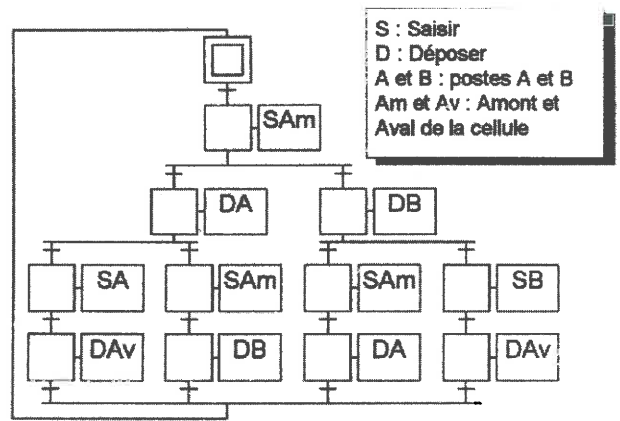 S : Saisir
D : Déposer
A et B : postes A et B
Am et Av : Amont et
Aval de la cellule
SAm
DA DB
SA SAm SAm SB
DAv DB DA DAv